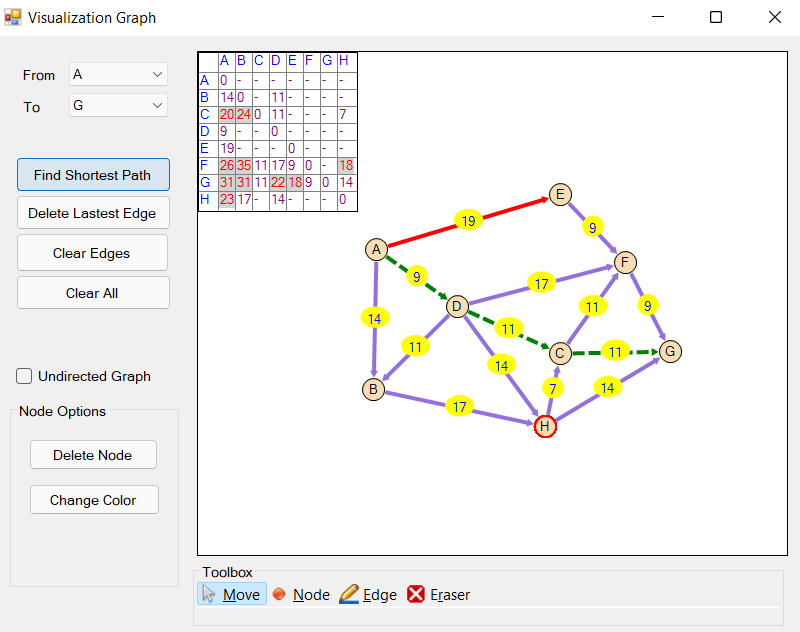 Visualization Graph
From A
To G
Find Shortest Path
Delete Lastest Edge
Clear Edges
Clear All
Undirected Graph
Node Options
Delete Node
Change Color
A B C D E F G H
A 0 - - - - - - -
B 14 0 - 11 - - - -
C 20 24 0 11 - - - 7
D 9 - - 0 - - - -
E 19 - - - 0 - - -
F 26 35 11 17 9 0 - 18
G 31 31 11 22 18 9 0 14
H 23 17 - 14 - - - 0
E
19
9
A
F
9
17
D
9
11
14
11
11
C
11
G
14
B
7
14
17
H
Toolbox
Move Node Edge Eraser